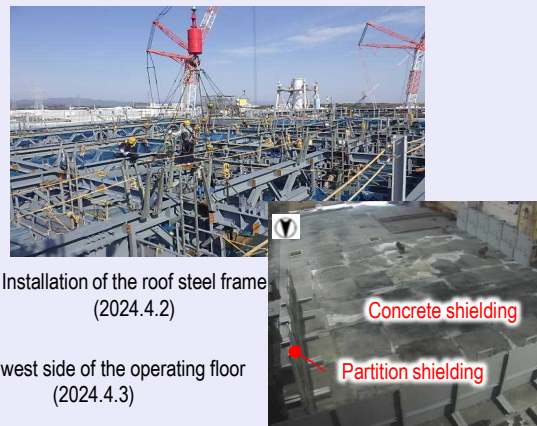 Installation of the roof steel frame
(2024.4.2)
Concrete shielding
west side of the operating floor
Partition shielding
(2024.4.3)